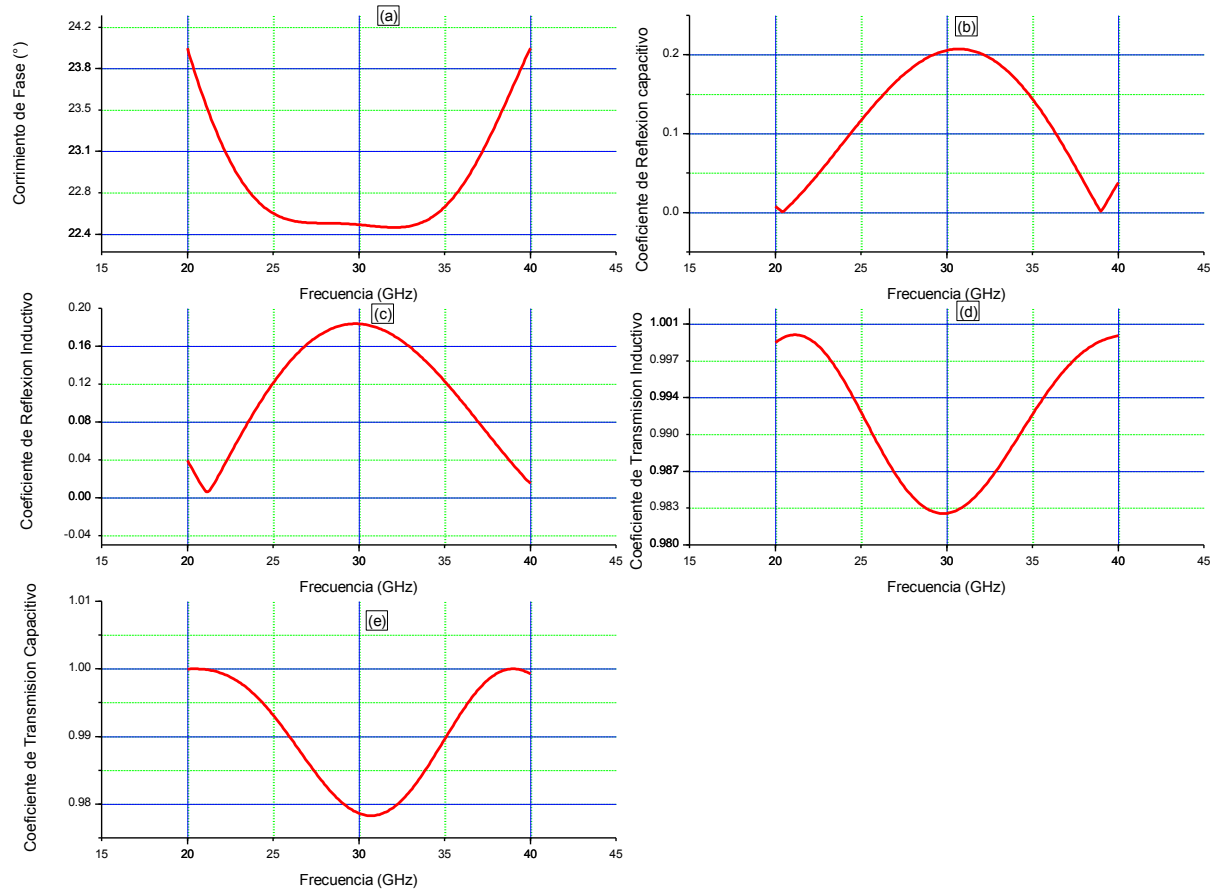 (a)
Corrimiento de Fase (°)
24.2
23.8
23.5
23.1
22.8
22.4
15 20 25 30 35 40 45
Frecuencia (GHz)
(b)
Coeficiente de Reflexion capacitivo
0.2
0.1
0.0
15 20 25 30 35 40 45
Frecuencia (GHz)
(c)
Coeficiente de Reflexion Inductivo
0.20
0.16
0.12
0.08
0.04
0.00
-0.04
15 20 25 30 35 40 45
Frecuencia (GHz)
(d)
Coeficiente de Transmision Inductivo
1.001
0.997
0.994
0.990
0.987
0.983
0.980
15 20 25 30 35 40 45
Frecuencia (GHz)
(e)
Coeficiente de Transmision Capacitivo
1.01
1.00
0.99
0.98
15 20 25 30 35 40 45
Frecuencia (GHz)